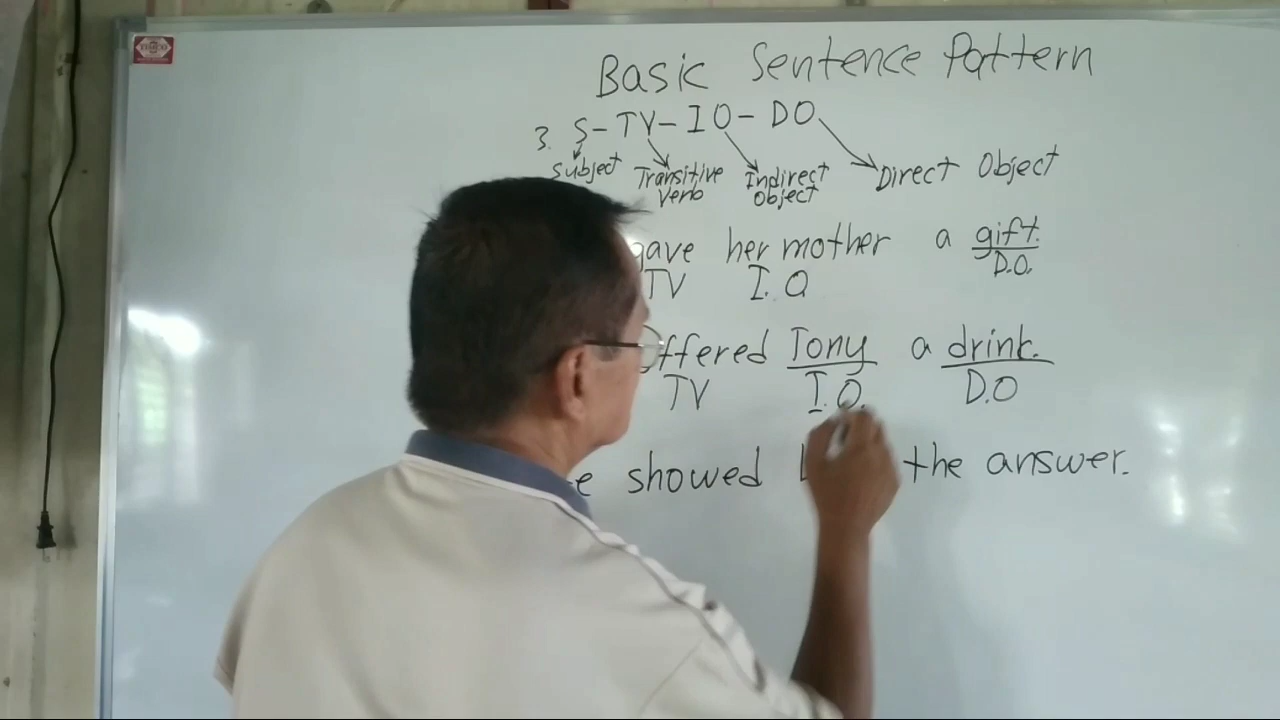 Basic Sentence Pattern
3. S- TV- IO- DO
Subject Transitive Verb Indirect Object Direct Object
gave her mother a gift.
TV I.O D.O.
offered Tony a drink.
TV I.O. D.O
showed the answer.